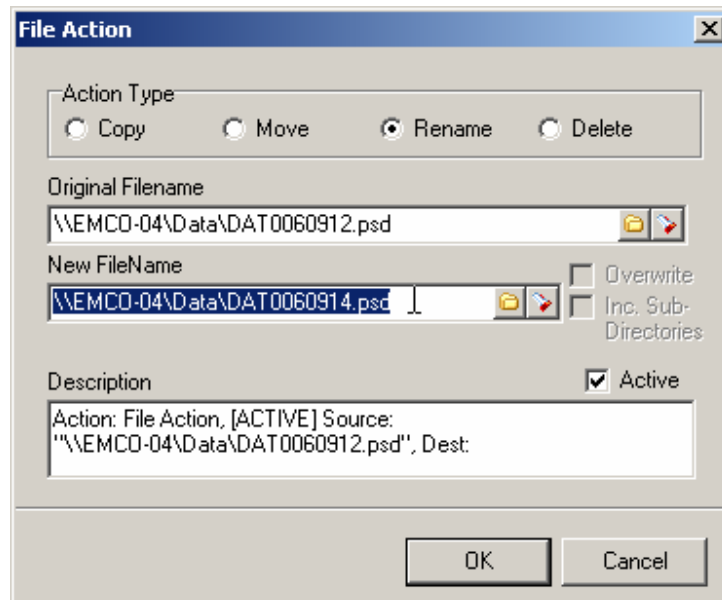 File Action
Action Type
Copy Move Rename Delete
Original Filename
\\EMCO-04\Data\DAT0060912.psd
New FileName
\\EMCO-04\Data\DAT0060914.psd
Overwrite
Inc. Sub-
Directories
Description
Active
Action: File Action, [ACTIVE] Source:
"\\EMCO-04\Data\DAT0060912.psd", Dest:
OK Cancel